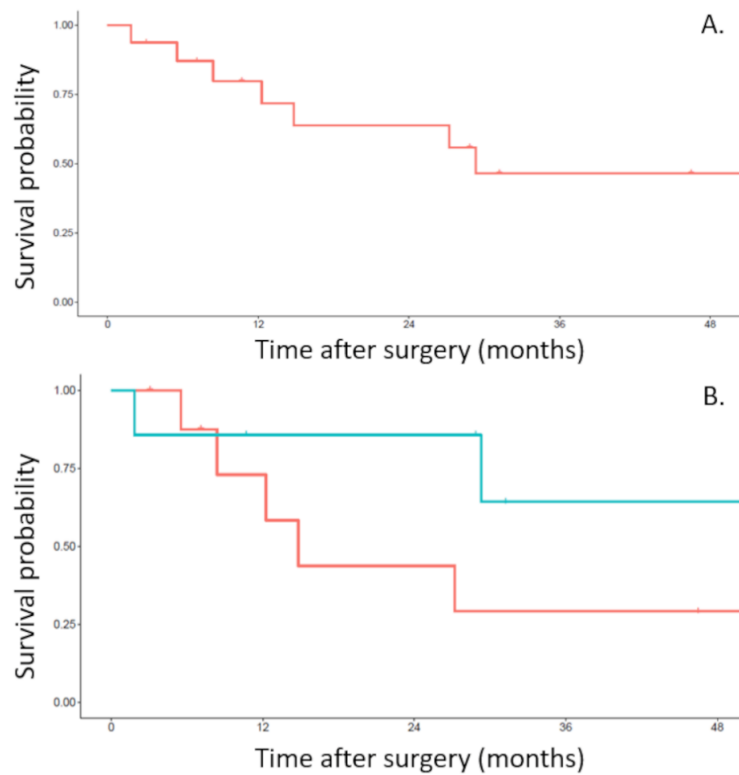 A.
Survival probability
1.00
0.75
0.50
0.25
0.00
0 12 24 36 48
Time after surgery (months)
B.
Survival probability
1.00
0.75
0.50
0.25
0.00
0 12 24 36 48
Time after surgery (months)